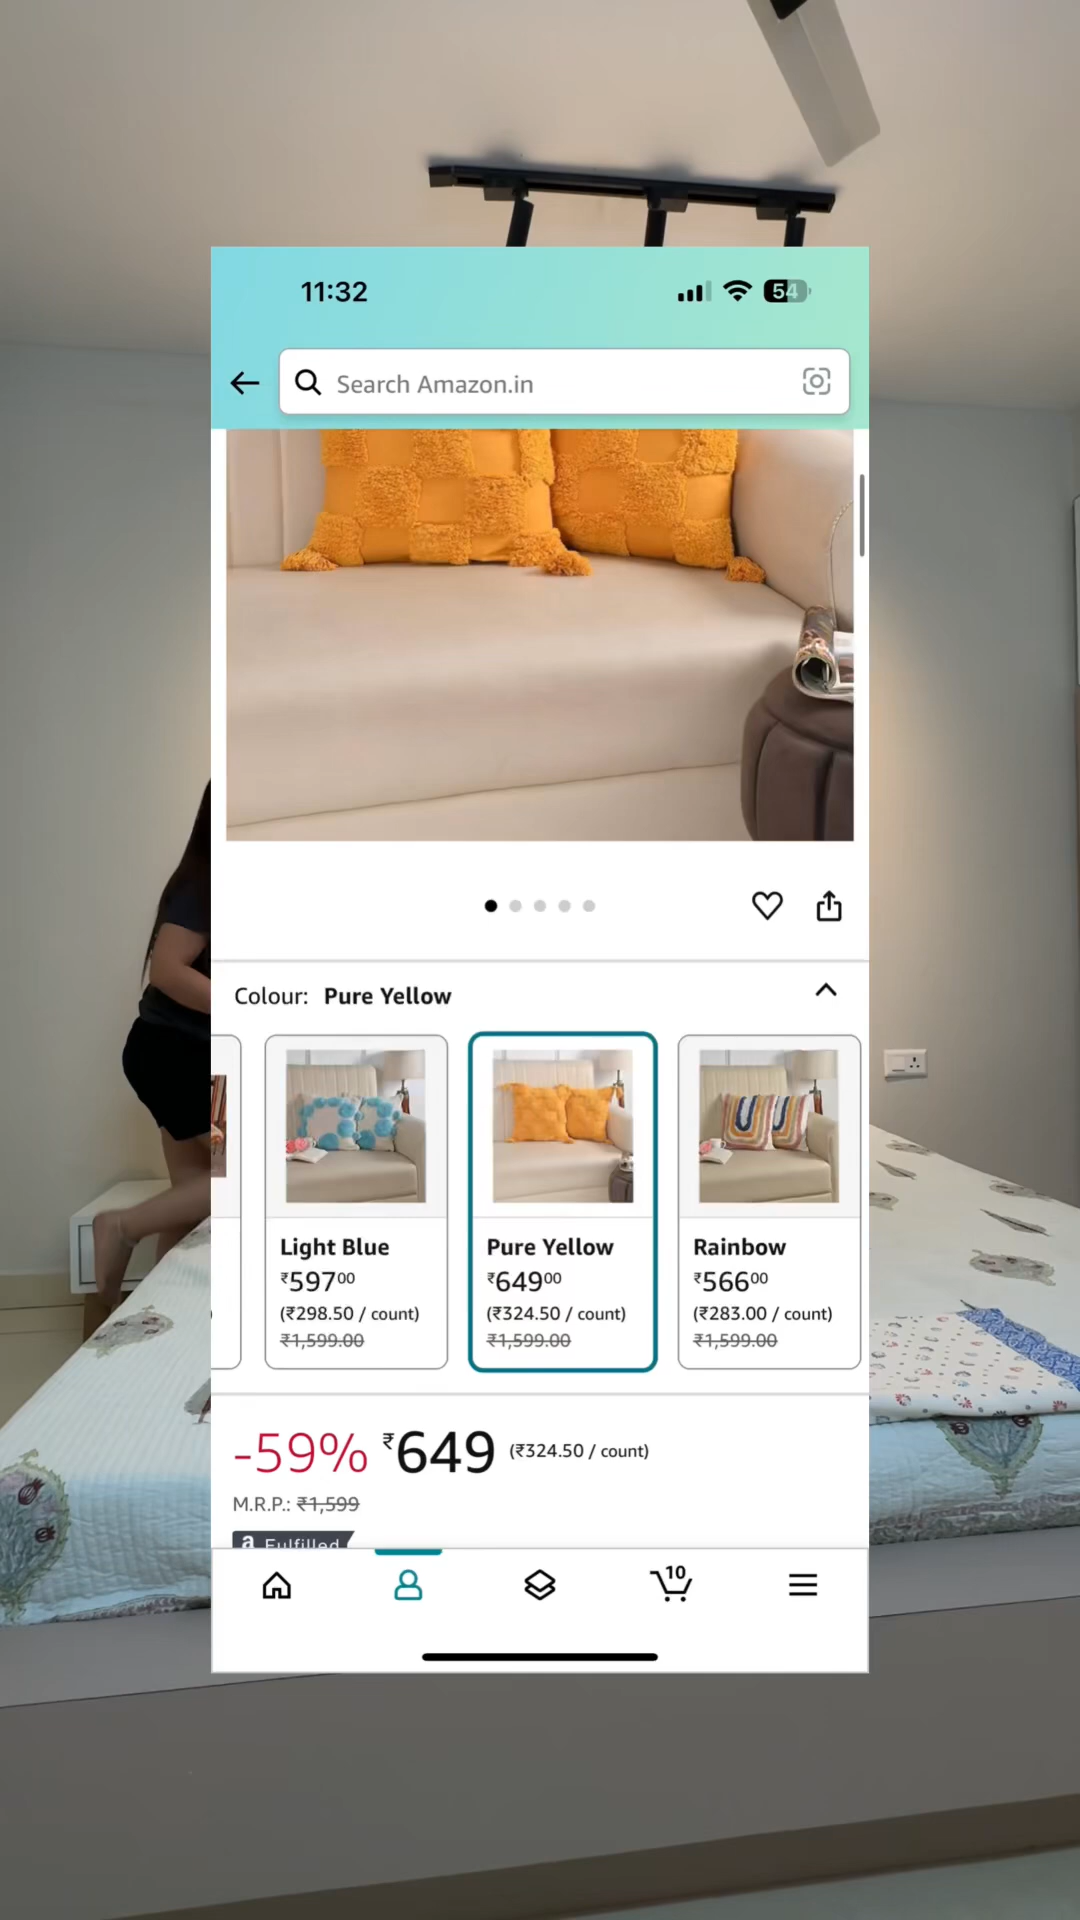 11:32
54
Search Amazon.in
Colour: Pure Yellow
Light Blue
₹59700
(₹298.50 / count)
₹1,599.00
Pure Yellow
₹64900
(₹324.50 / count)
₹1,599.00
Rainbow
₹56600
(₹283.00 / count)
₹1,599.00
-59% ₹649 (₹324.50 / count)
M.R.P.: ₹1,599
a Fulfilled
10